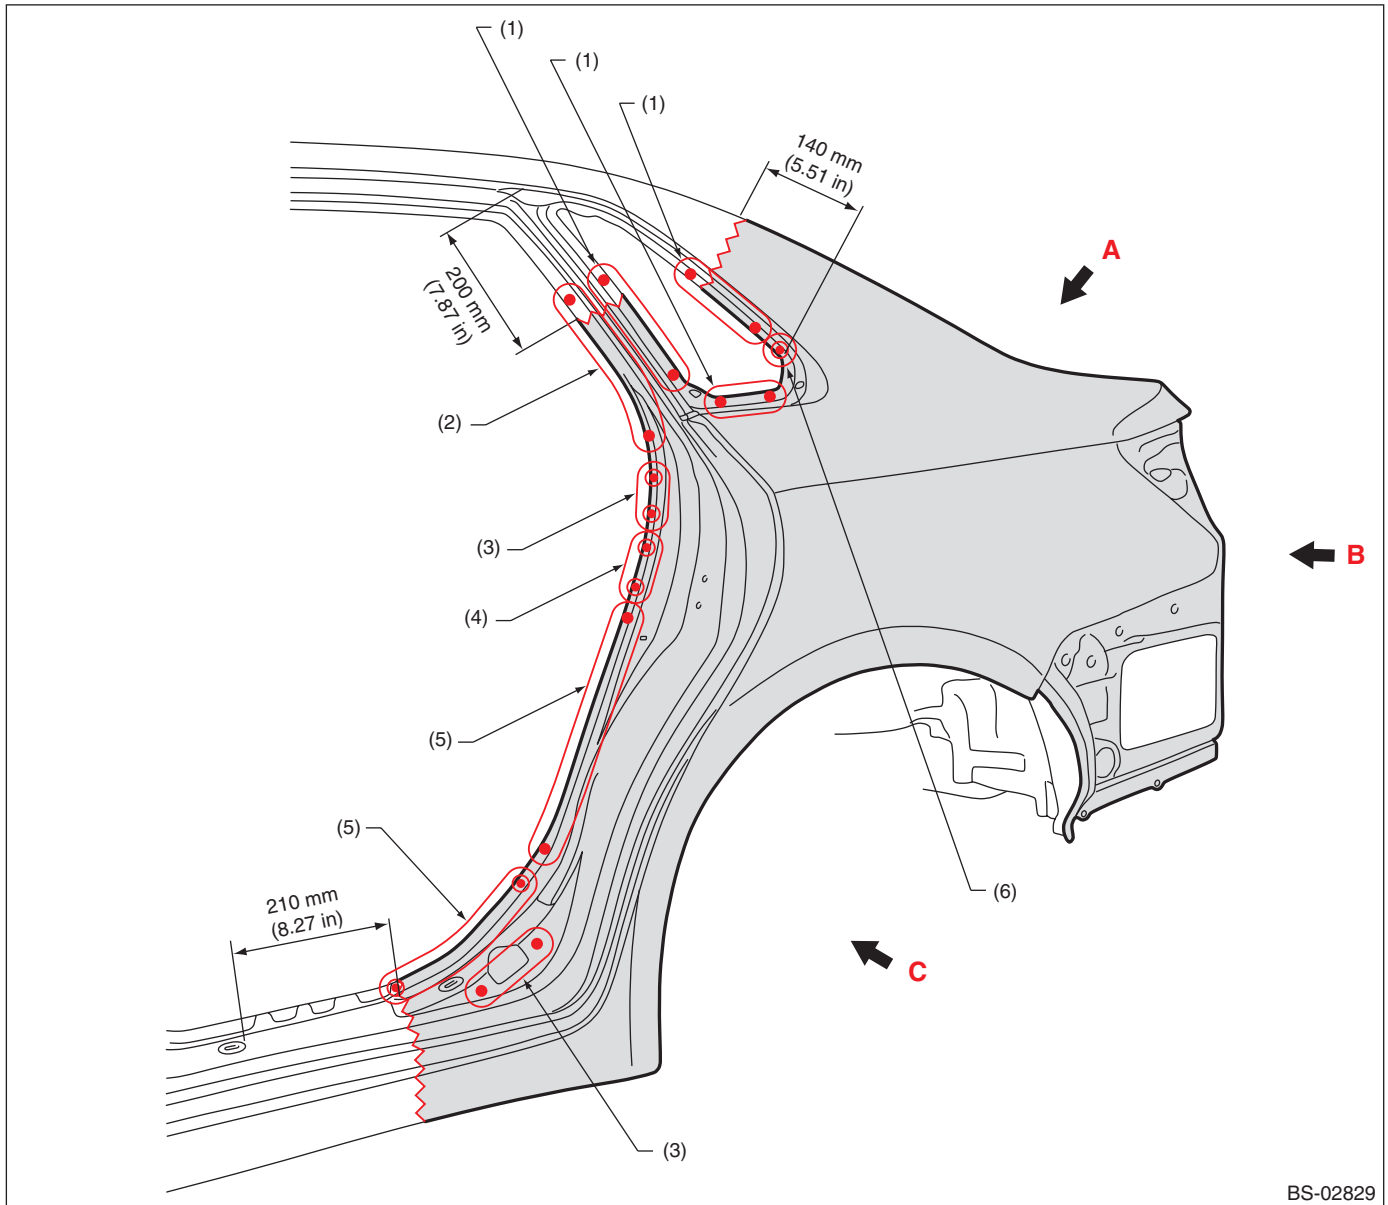 (1)
(1)
(1)
140 mm
(5.51 in)
A
200 mm
(7.87 in)
(2)
(3)
B
(4)
(5)
(5)
(6)
210 mm
(8.27 in)
C
(3)
BS-02829